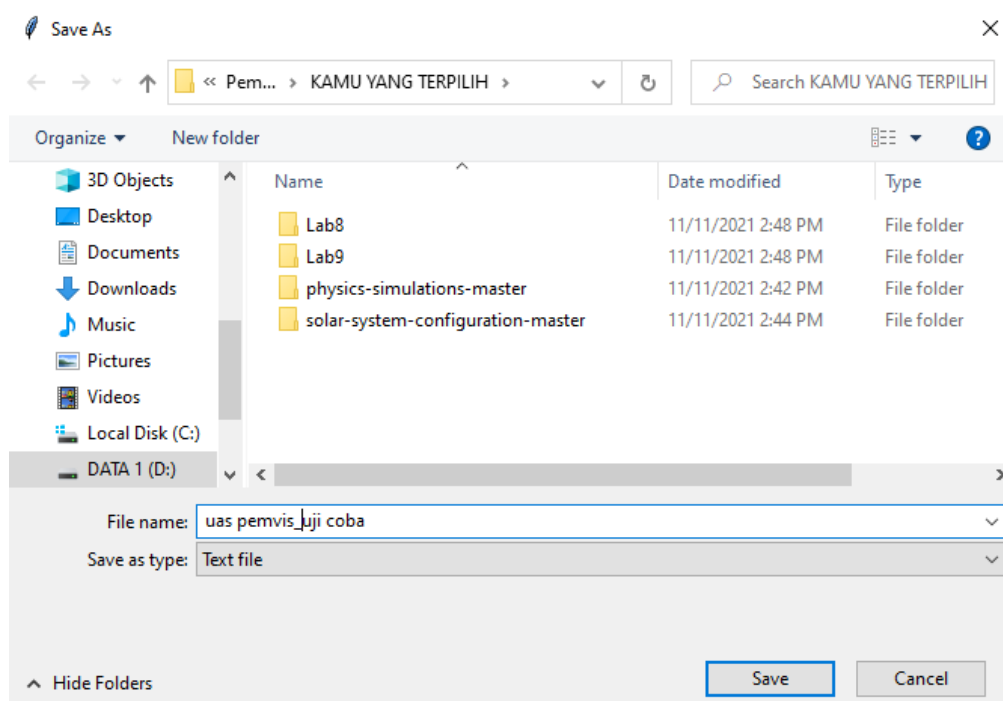 Save As
« Pem... › KAMU YANG TERPILIH ›
Search KAMU YANG TERPILIH
Organize
New folder
?
3D Objects
Desktop
Documents
Downloads
Music
Pictures
Videos
Local Disk (C:)
DATA 1 (D:)
Name Date modified Type
Lab8 11/11/2021 2:48 PM File folder
Lab9 11/11/2021 2:48 PM File folder
physics-simulations-master 11/11/2021 2:42 PM File folder
solar-system-configuration-master 11/11/2021 2:44 PM File folder
File name: uas pemvis_uji coba
Save as type: Text file
Hide Folders
Save
Cancel